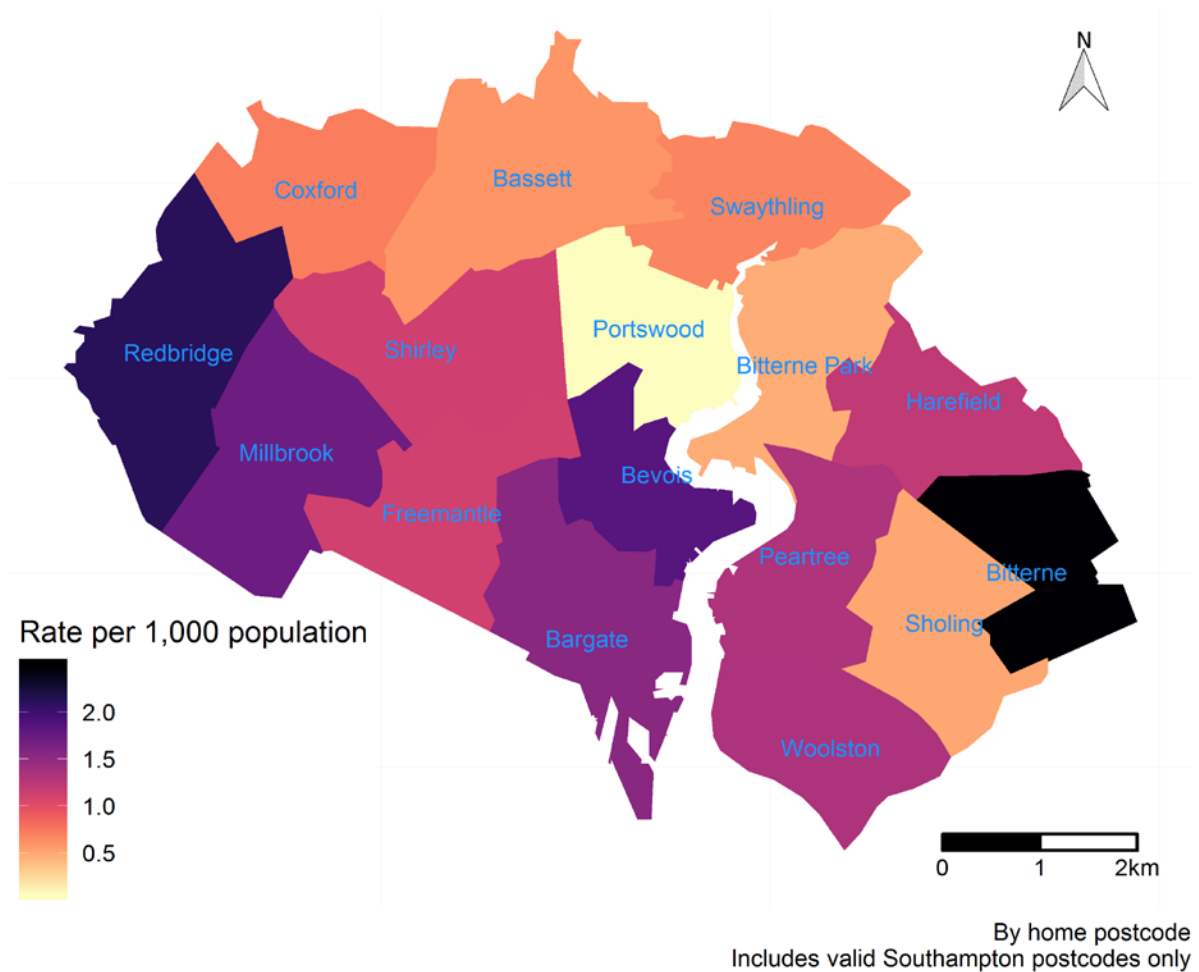 N
Coxford
Bassett
Swaythling
Redbridge
Shirley
Portswood
Bitterne Park
Harefield
Millbrook
Bevois
Freemantle
Peartree
Bitterne
Sholing
Bargate
Woolston
Rate per 1,000 population
2.0
1.5
1.0
0.5
0 1 2km
By home postcode
Includes valid Southampton postcodes only